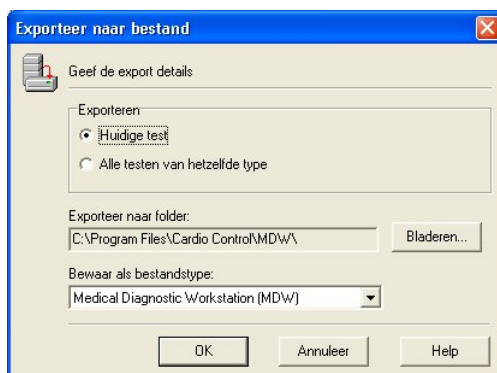 Exporteer naar bestand
Geef de export details
Exporteren
Huidige test
Alle testen van hetzelfde type
Exporteer naar folder:
C:\Program Files\Cardio Control\MDW\
Bladeren...
Bewaar als bestandstype:
Medical Diagnostic Workstation (MDW)
OK
Annuleer
Help